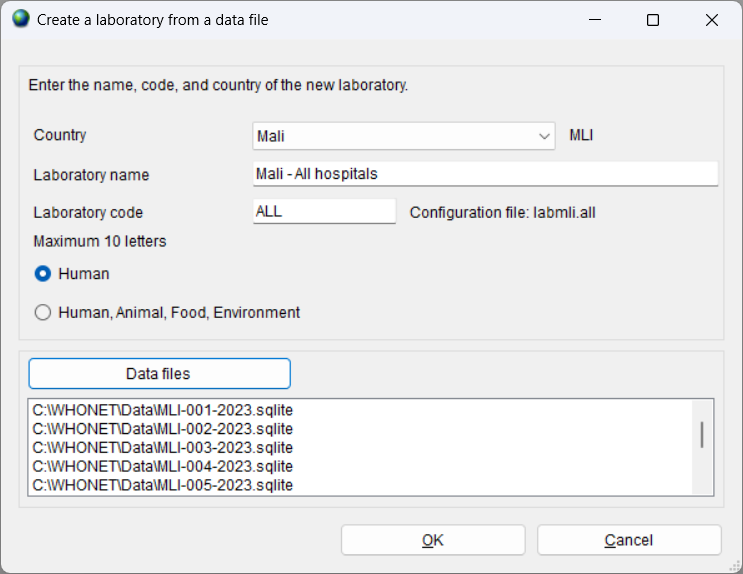 Create a laboratory from a data file
Enter the name, code, and country of the new laboratory.
Country Mali MLI
Laboratory name Mali - All hospitals
Laboratory code ALL Configuration file: labmli.all
Maximum 10 letters
Human
Human, Animal, Food, Environment
Data files
C:\WHONET\Data\MLI-001-2023.sqlite
C:\WHONET\Data\MLI-002-2023.sqlite
C:\WHONET\Data\MLI-003-2023.sqlite
C:\WHONET\Data\MLI-004-2023.sqlite
C:\WHONET\Data\MLI-005-2023.sqlite
OK Cancel